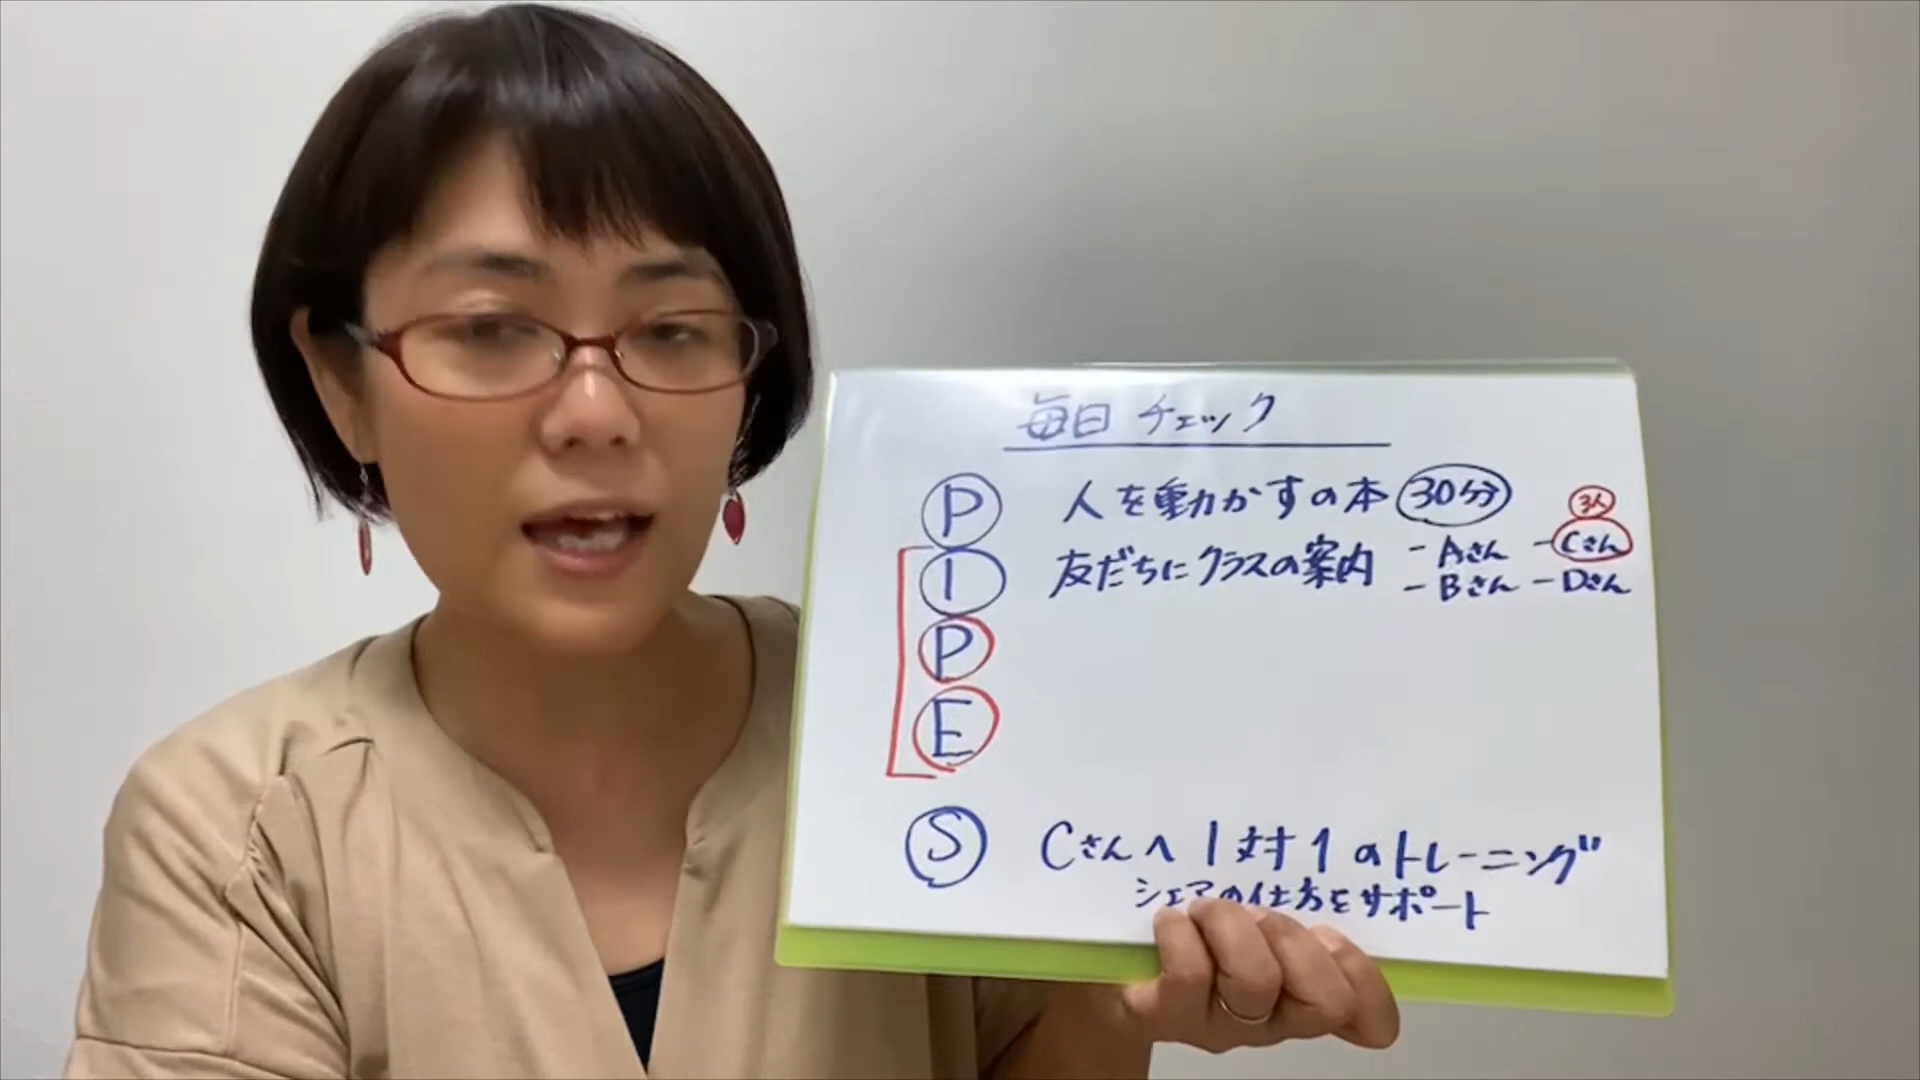 毎日チェック
P 人を動かすの本 30分
3人
I 友だちにクラスの案内 -Aさん -Cさん
-Bさん -Dさん
P
E
S Cさんへ1対1のトレーニング
シェアの仕方をサポート